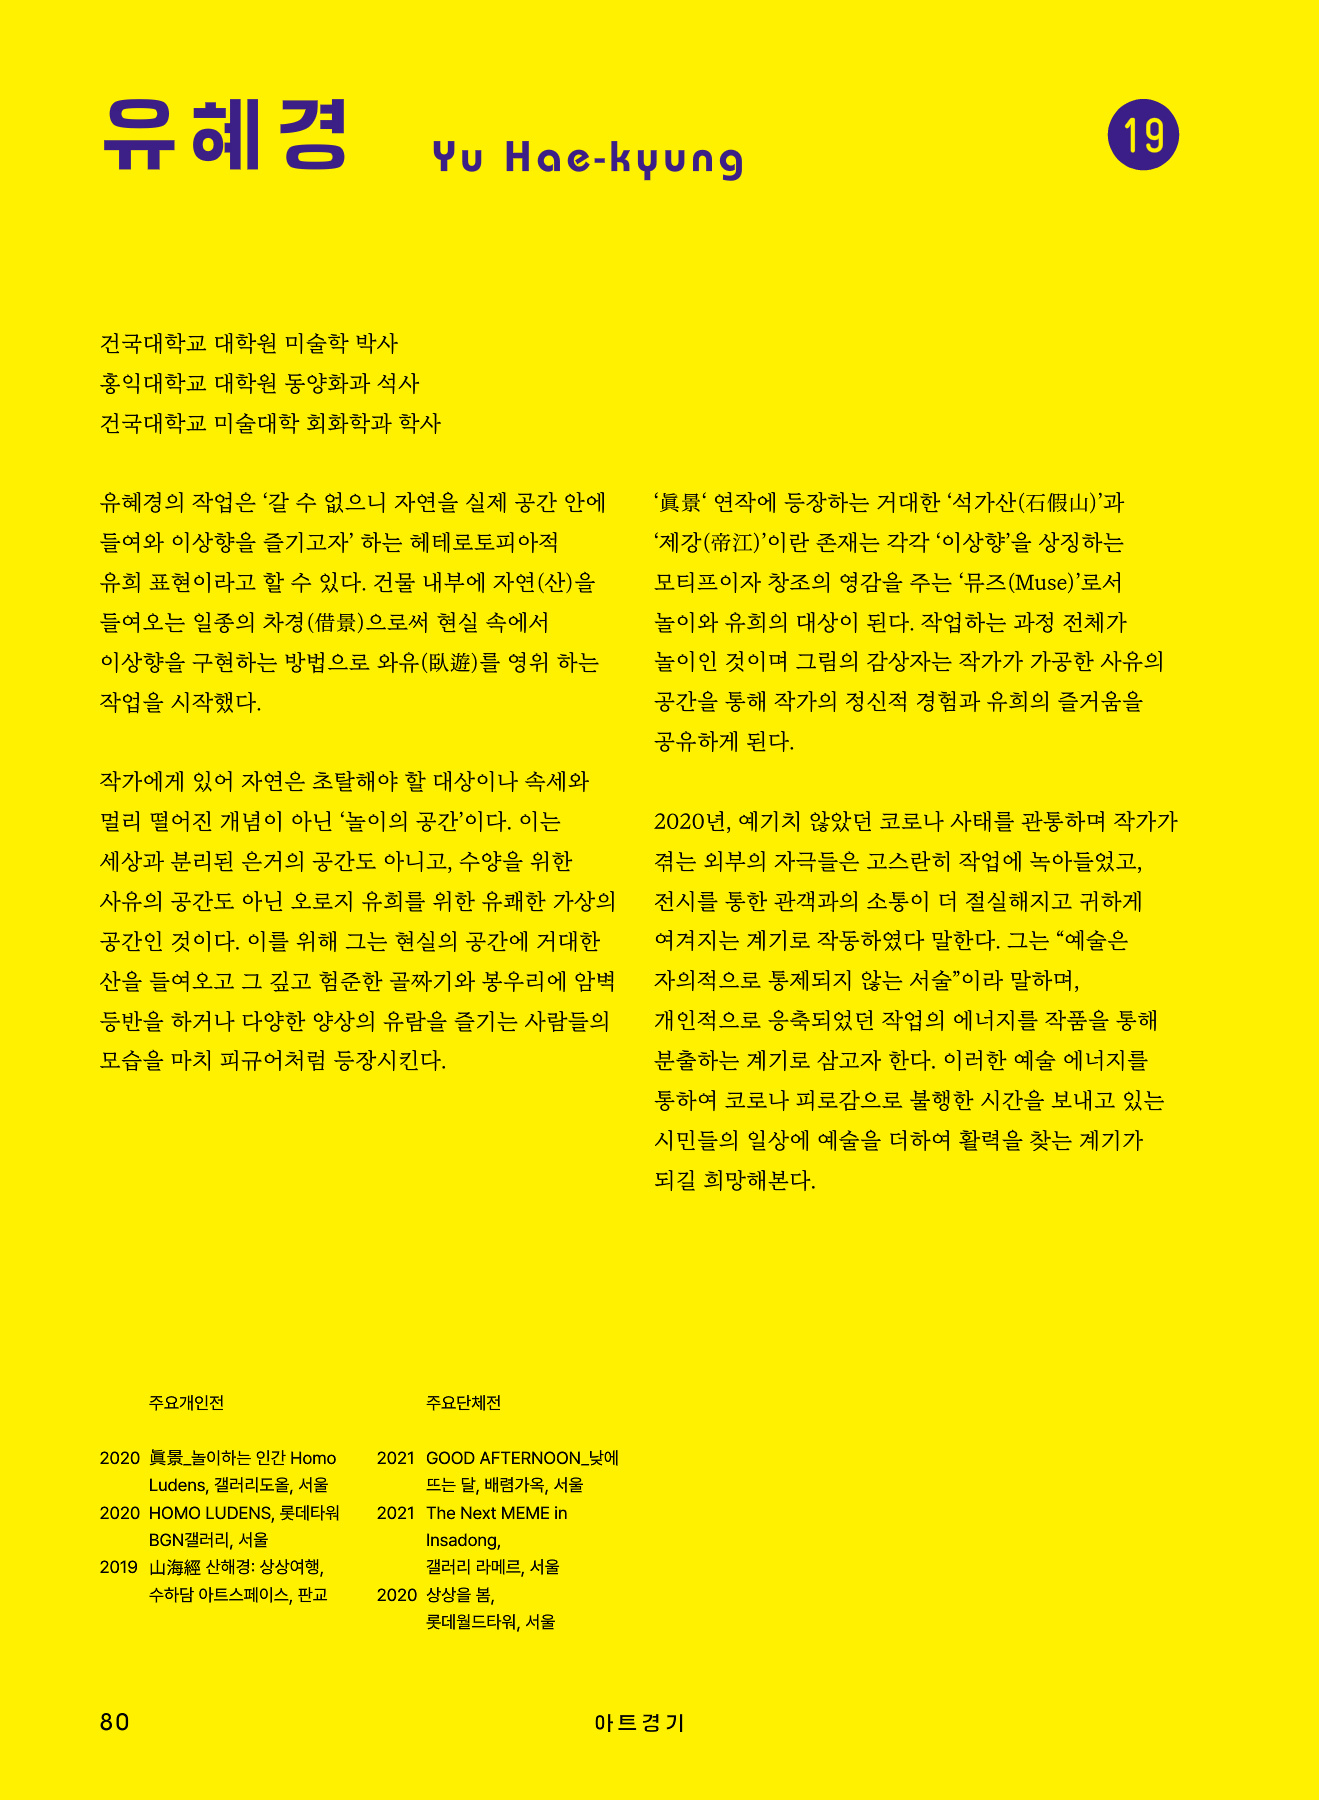 유혜경 Yu Hae-kyung
19
건국대학교 대학원 미술학 박사
홍익대학교 대학원 동양화과 석사
건국대학교 미술대학 회화학과 학사
유혜경의 작업은 ‘갈 수 없으니 자연을 실제 공간 안에
들여와 이상향을 즐기고자’ 하는 헤테로토피아적
유희 표현이라고 할 수 있다. 건물 내부에 자연(산)을
들여오는 일종의 차경(借景)으로써 현실 속에서
이상향을 구현하는 방법으로 와유(臥遊)를 영위 하는
작업을 시작했다.
작가에게 있어 자연은 초탈해야 할 대상이나 속세와
멀리 떨어진 개념이 아닌 ‘놀이의 공간’이다. 이는
세상과 분리된 은거의 공간도 아니고, 수양을 위한
사유의 공간도 아닌 오로지 유희를 위한 유쾌한 가상의
공간인 것이다. 이를 위해 그는 현실의 공간에 거대한
산을 들여오고 그 깊고 험준한 골짜기와 봉우리에 암벽
등반을 하거나 다양한 양상의 유람을 즐기는 사람들의
모습을 마치 피규어처럼 등장시킨다.
‘眞景‘ 연작에 등장하는 거대한 ‘석가산(石假山)’과
‘제강(帝江)’이란 존재는 각각 ‘이상향’을 상징하는
모티프이자 창조의 영감을 주는 ‘뮤즈(Muse)’로서
놀이와 유희의 대상이 된다. 작업하는 과정 전체가
놀이인 것이며 그림의 감상자는 작가가 가공한 사유의
공간을 통해 작가의 정신적 경험과 유희의 즐거움을
공유하게 된다.
2020년, 예기치 않았던 코로나 사태를 관통하며 작가가
겪는 외부의 자극들은 고스란히 작업에 녹아들었고,
전시를 통한 관객과의 소통이 더 절실해지고 귀하게
여겨지는 계기로 작동하였다 말한다. 그는 “예술은
자의적으로 통제되지 않는 서술”이라 말하며,
개인적으로 응축되었던 작업의 에너지를 작품을 통해
분출하는 계기로 삼고자 한다. 이러한 예술 에너지를
통하여 코로나 피로감으로 불행한 시간을 보내고 있는
시민들의 일상에 예술을 더하여 활력을 찾는 계기가
되길 희망해본다.
주요개인전
2020 眞景_놀이하는 인간 Homo
Ludens, 갤러리도올, 서울
2020 HOMO LUDENS, 롯데타워
BGN갤러리, 서울
2019 山海經 산해경: 상상여행,
수하담 아트스페이스, 판교
주요단체전
2021 GOOD AFTERNOON_낮에
뜨는 달, 배렴가옥, 서울
2021 The Next MEME in
Insadong,
갤러리 라메르, 서울
2020 상상을 봄,
롯데월드타워, 서울
80
아트경기